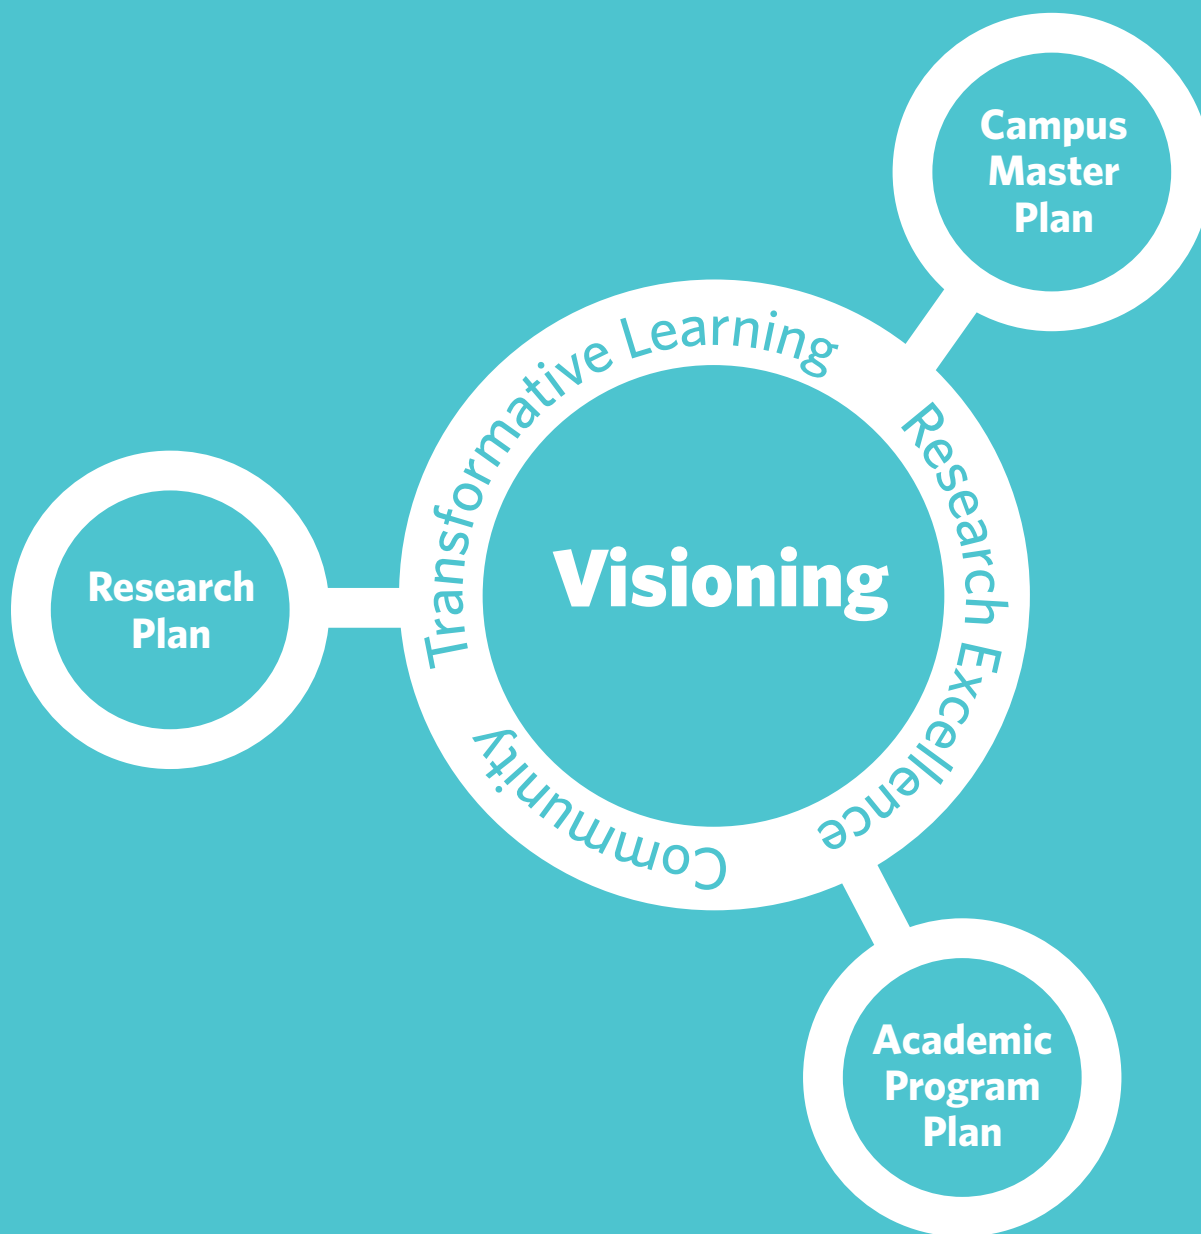 Campus
Master
Plan
Transformative Learning
Research Excellence
Community
Visioning
Research
Plan
Academic
Program
Plan